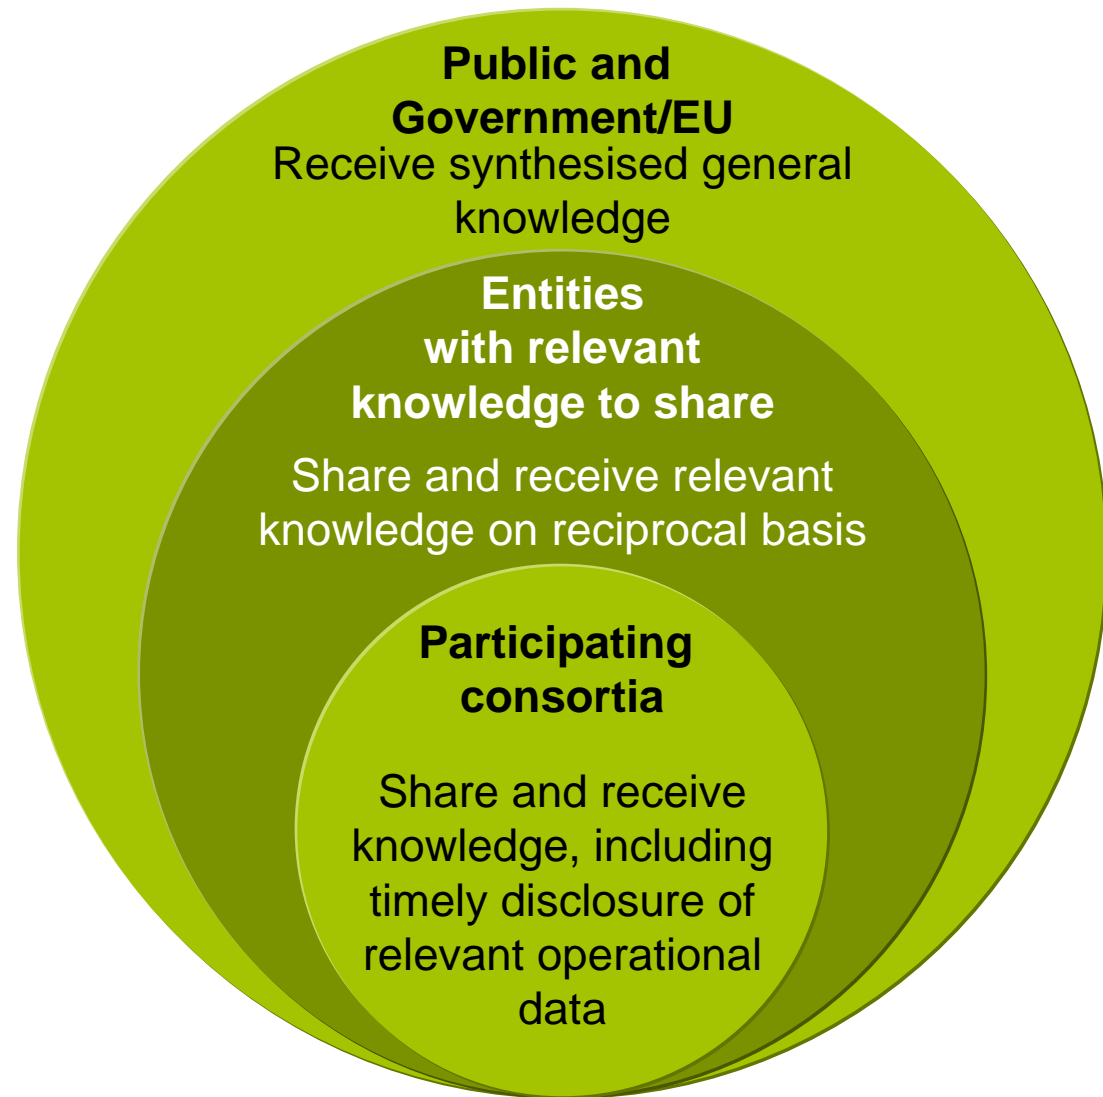 Public and
Government/EU
Receive synthesised general
knowledge
Entities
with relevant
knowledge to share
Share and receive relevant
knowledge on reciprocal basis
Participating
consortia
Share and receive
knowledge, including
timely disclosure of
relevant operational
data